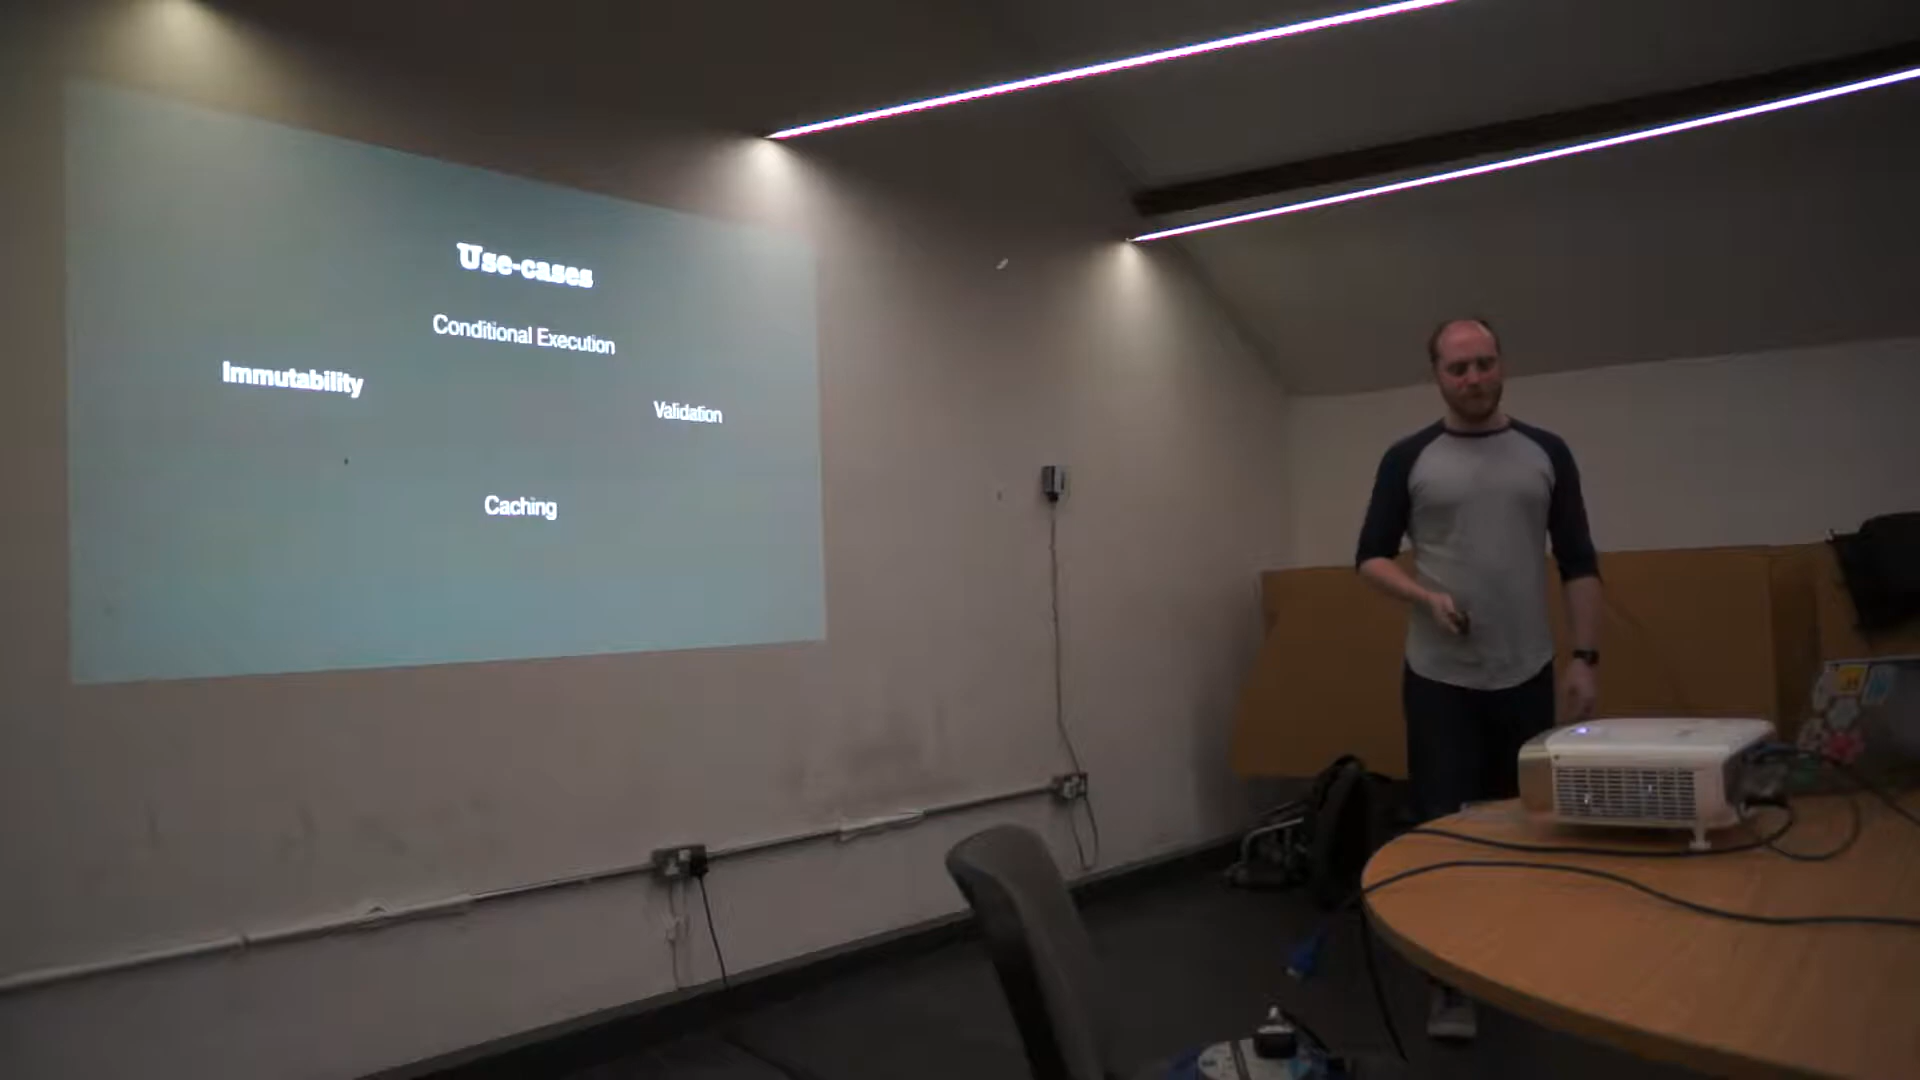 Use-cases
Conditional Execution
Immutability
Validation
Caching